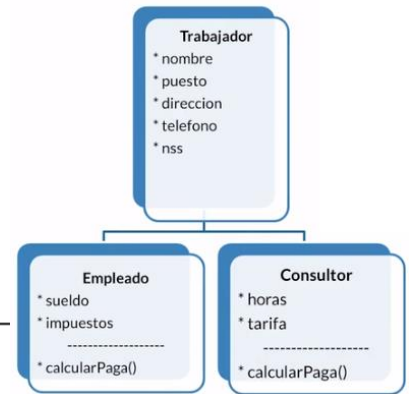 Trabajador
* nombre
* puesto
* direccion
* telefono
* nss
Empleado
* sueldo
* impuestos
-------------------
* calcularPaga()
Consultor
* horas
* tarifa
-------------------
* calcularPaga()